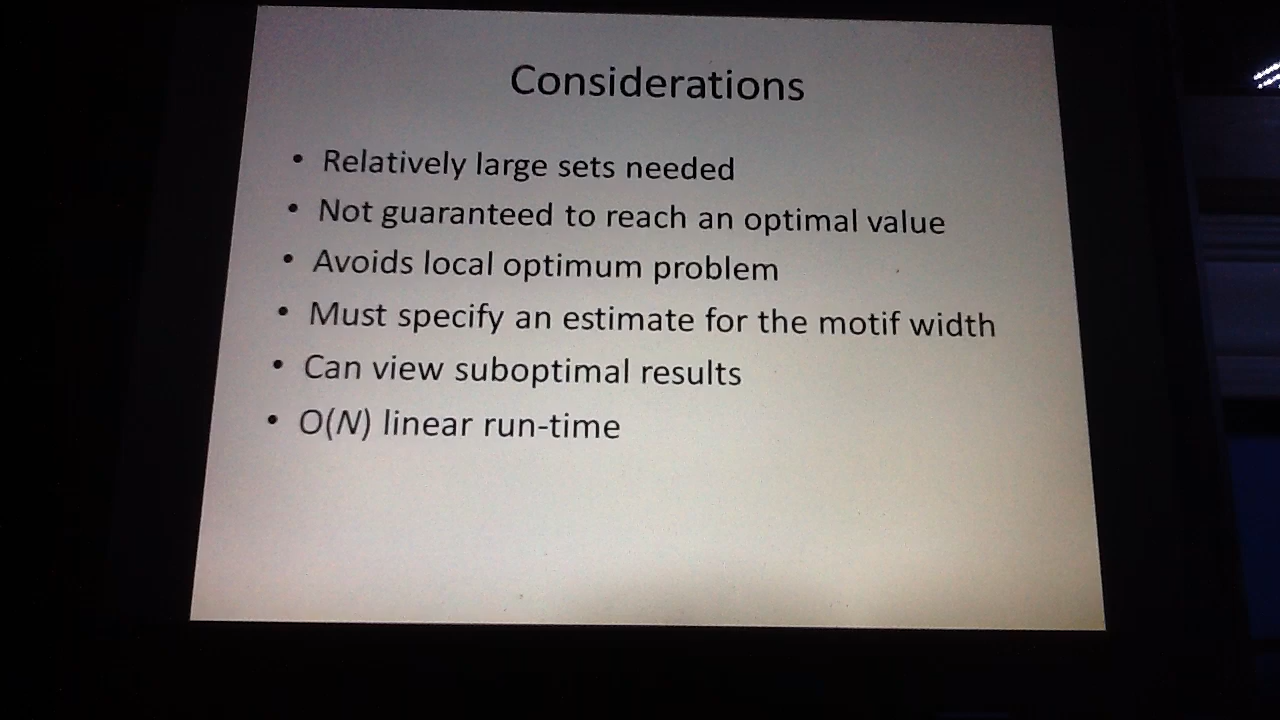 Considerations
• Relatively large sets needed
• Not guaranteed to reach an optimal value
• Avoids local optimum problem
• Must specify an estimate for the motif width
• Can view suboptimal results
• O(N) linear run-time